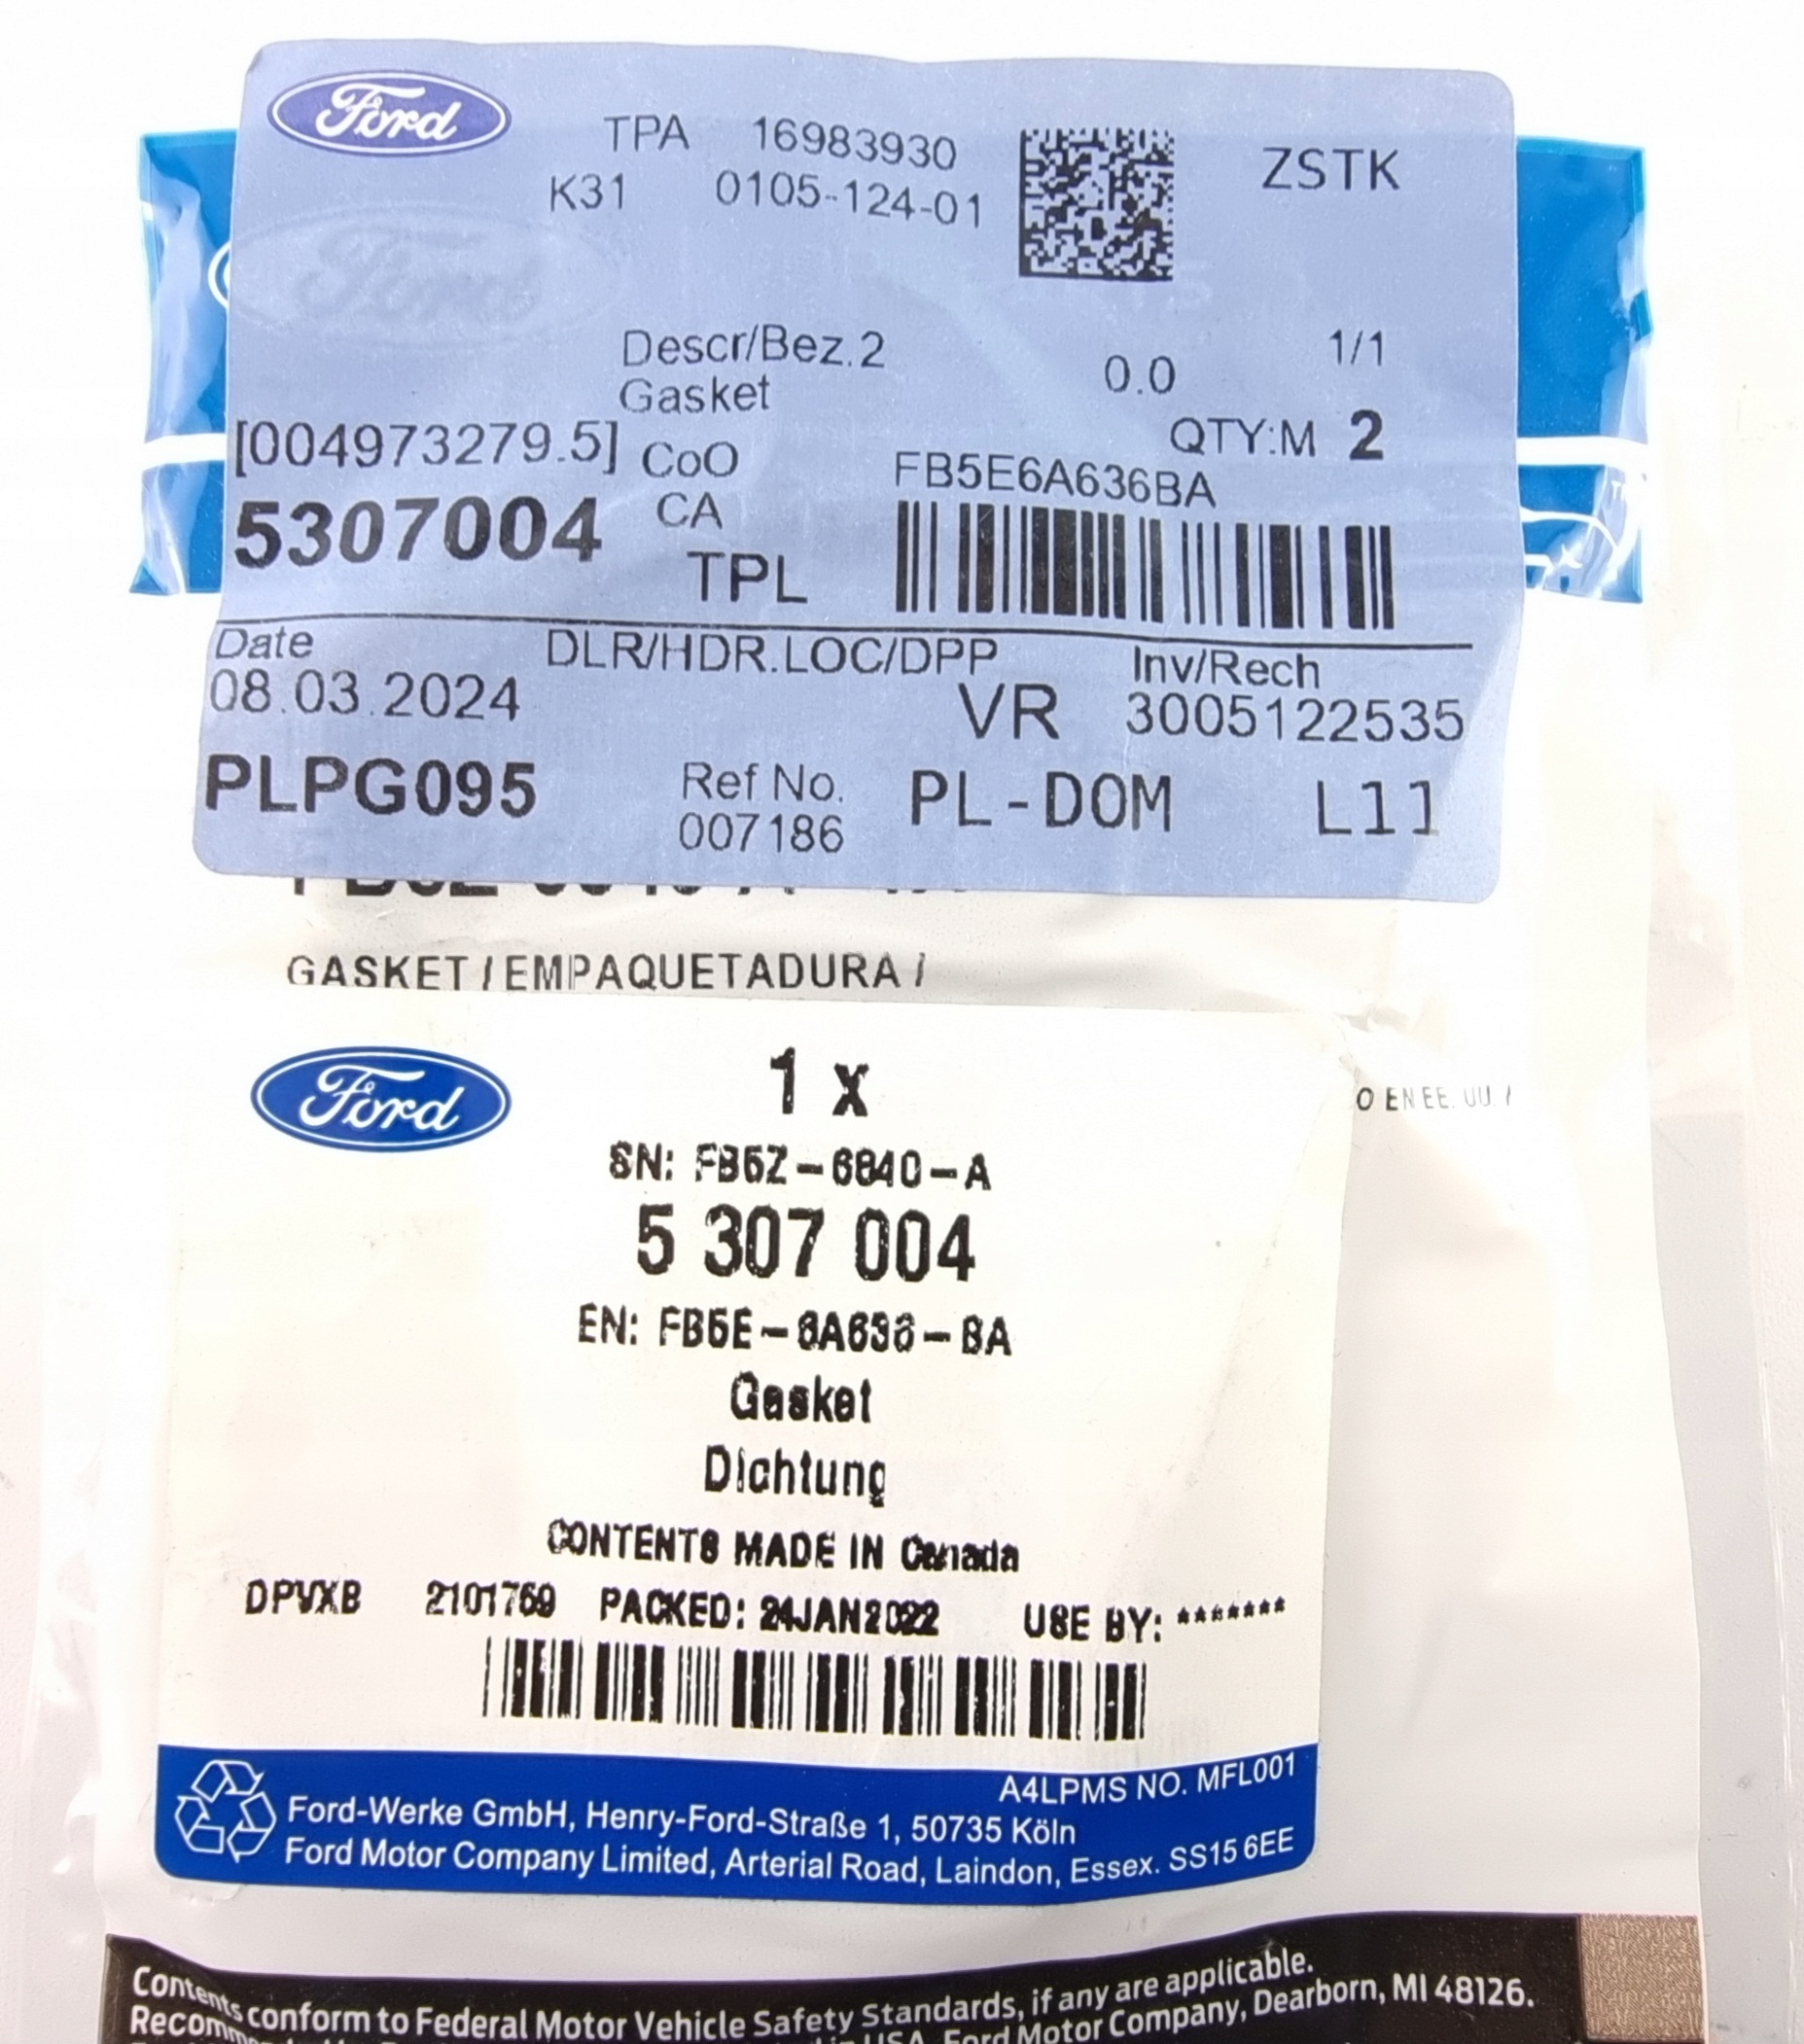 Ford
TPA 16983930
K31 0105-124-01
ZSTK
Ford
Descr/Bez.2
Gasket
0.0
1/1
QTY:M 2
[004973279.5]
CoO
CA
FB5E6A636BA
5307004
TPL
Date
08.03.2024
DLR/HDR.LOC/DPP
VR
Inv/Rech
3005122535
PLPG095
Ref No.
007186
PL-DOM
L11
GASKET / EMPAQUETADURA /
O EN EE. UU. /
Ford
1 x
SN: FB5Z-6840-A
5 307 004
EN: FB5E-6A636-BA
Gasket
Dichtung
CONTENTS MADE IN Canada
DPVXB 2101769 PACKED: 24JAN2022 USE BY: *******
A4LPMS NO. MFL001
Ford-Werke GmbH, Henry-Ford-Straße 1, 50735 Köln
Ford Motor Company Limited, Arterial Road, Laindon, Essex. SS15 6EE
Contents conform to Federal Motor Vehicle Safety Standards, if any are applicable.
USA, Ford Motor Company, Dearborn, MI 48126.